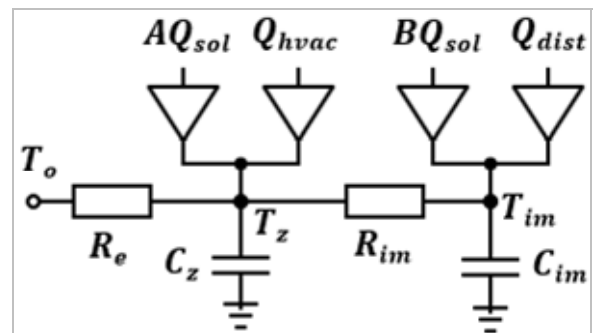 AQ_sol Q_hvac BQ_sol Q_dist
T_o
T_z T_im
R_e C_z R_im C_im